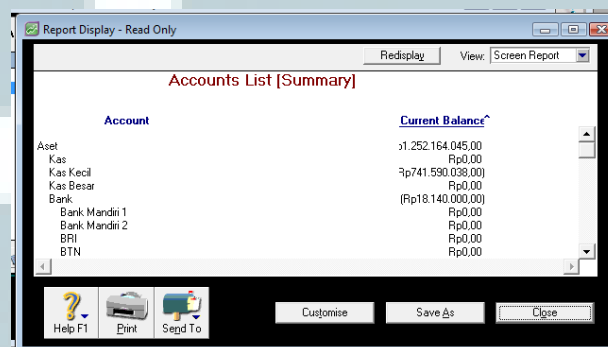 Report Display - Read Only
Redisplay View: Screen Report
Accounts List [Summary]
Account Current Balance^
Aset 1.252.164.045,00
Kas Rp0,00
Kas Kecil Rp741.590.038,00)
Kas Besar Rp0,00
Bank (Rp18.140.000,00)
Bank Mandiri 1 Rp0,00
Bank Mandiri 2 Rp0,00
BRI Rp0,00
BTN Rp0,00
Help F1 Print Send To Customise Save As Close